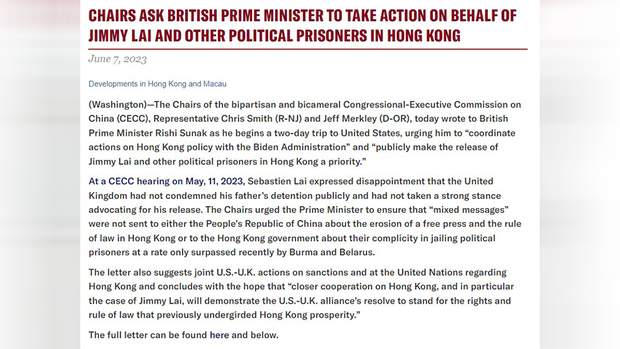 CHAIRS ASK BRITISH PRIME MINISTER TO TAKE ACTION ON BEHALF OF
JIMMY LAI AND OTHER POLITICAL PRISONERS IN HONG KONG
June 7, 2023
Developments in Hong Kong and Macau
(Washington)—The Chairs of the bipartisan and bicameral Congressional-Executive Commission on
China (CECC), Representative Chris Smith (R-NJ) and Jeff Merkley (D-OR), today wrote to British
Prime Minister Rishi Sunak as he begins a two-day trip to United States, urging him to “coordinate
actions on Hong Kong policy with the Biden Administration” and “publicly make the release of
Jimmy Lai and other political prisoners in Hong Kong a priority.”
At a CECC hearing on May, 11, 2023, Sebastien Lai expressed disappointment that the United
Kingdom had not condemned his father’s detention publicly and had not taken a strong stance
advocating for his release. The Chairs urged the Prime Minister to ensure that “mixed messages”
were not sent to either the People’s Republic of China about the erosion of a free press and the rule
of law in Hong Kong or to the Hong Kong government about their complicity in jailing political
prisoners at a rate only surpassed recently by Burma and Belarus.
The letter also suggests joint U.S.-U.K. actions on sanctions and at the United Nations regarding
Hong Kong and concludes with the hope that “closer cooperation on Hong Kong, and in particular
the case of Jimmy Lai, will demonstrate the U.S.-U.K. alliance’s resolve to stand for the rights and
rule of law that previously undergirded Hong Kong prosperity.”
The full letter can be found here and below.